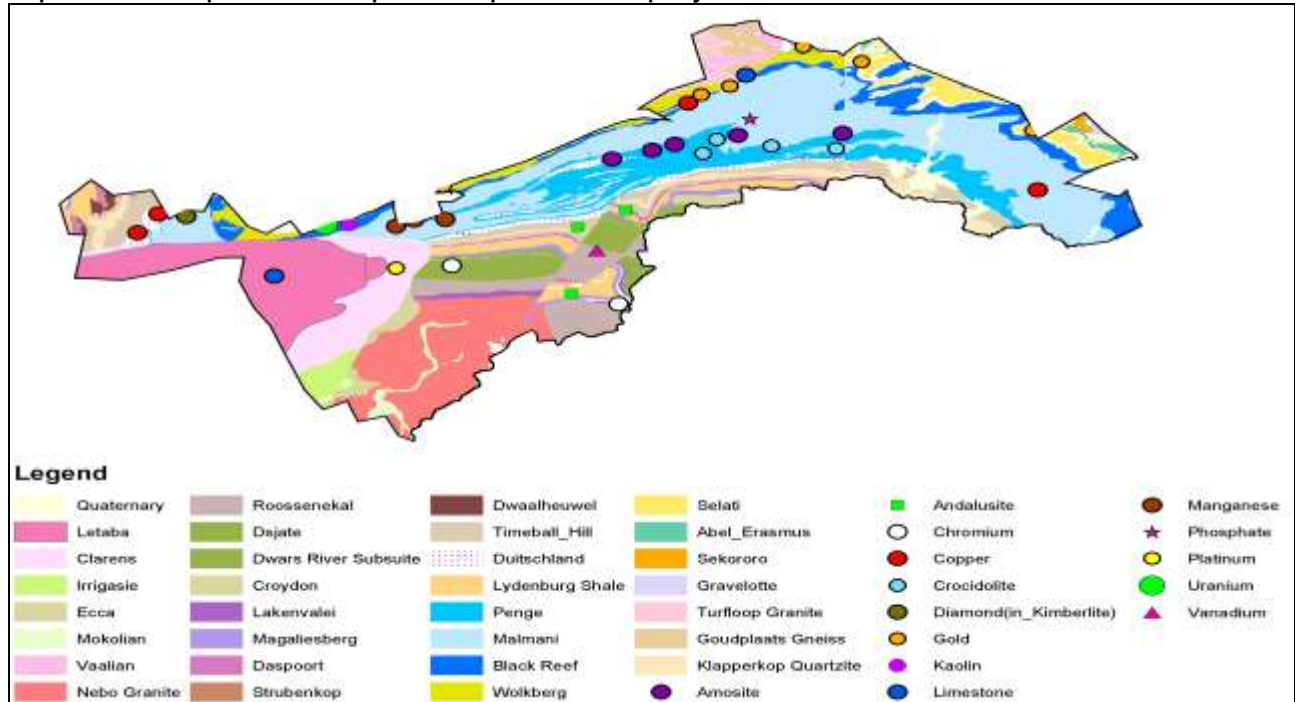 Legend
Quaternary Roossenekal Dwaalheuwel Selati Andalusite Manganese
Letaba Dsjate Timeball_Hill Abel_Erasmus Chromium Phosphate
Clarens Dwars River Subsuite Duitschland Sekororo Copper Platinum
Irrigasie Croydon Lydenburg Shale Gravelotte Crocidolite Uranium
Ecca Lakenvalei Penge Turfloop Granite Diamond(in_Kimberlite) Vanadium
Mokolian Magaliesberg Malmani Goudplaats Gneiss Gold
Vaalian Daspoort Black Reef Klapperkop Quartzite Kaolin
Nebo Granite Strubenkop Wolkberg Amosite Limestone